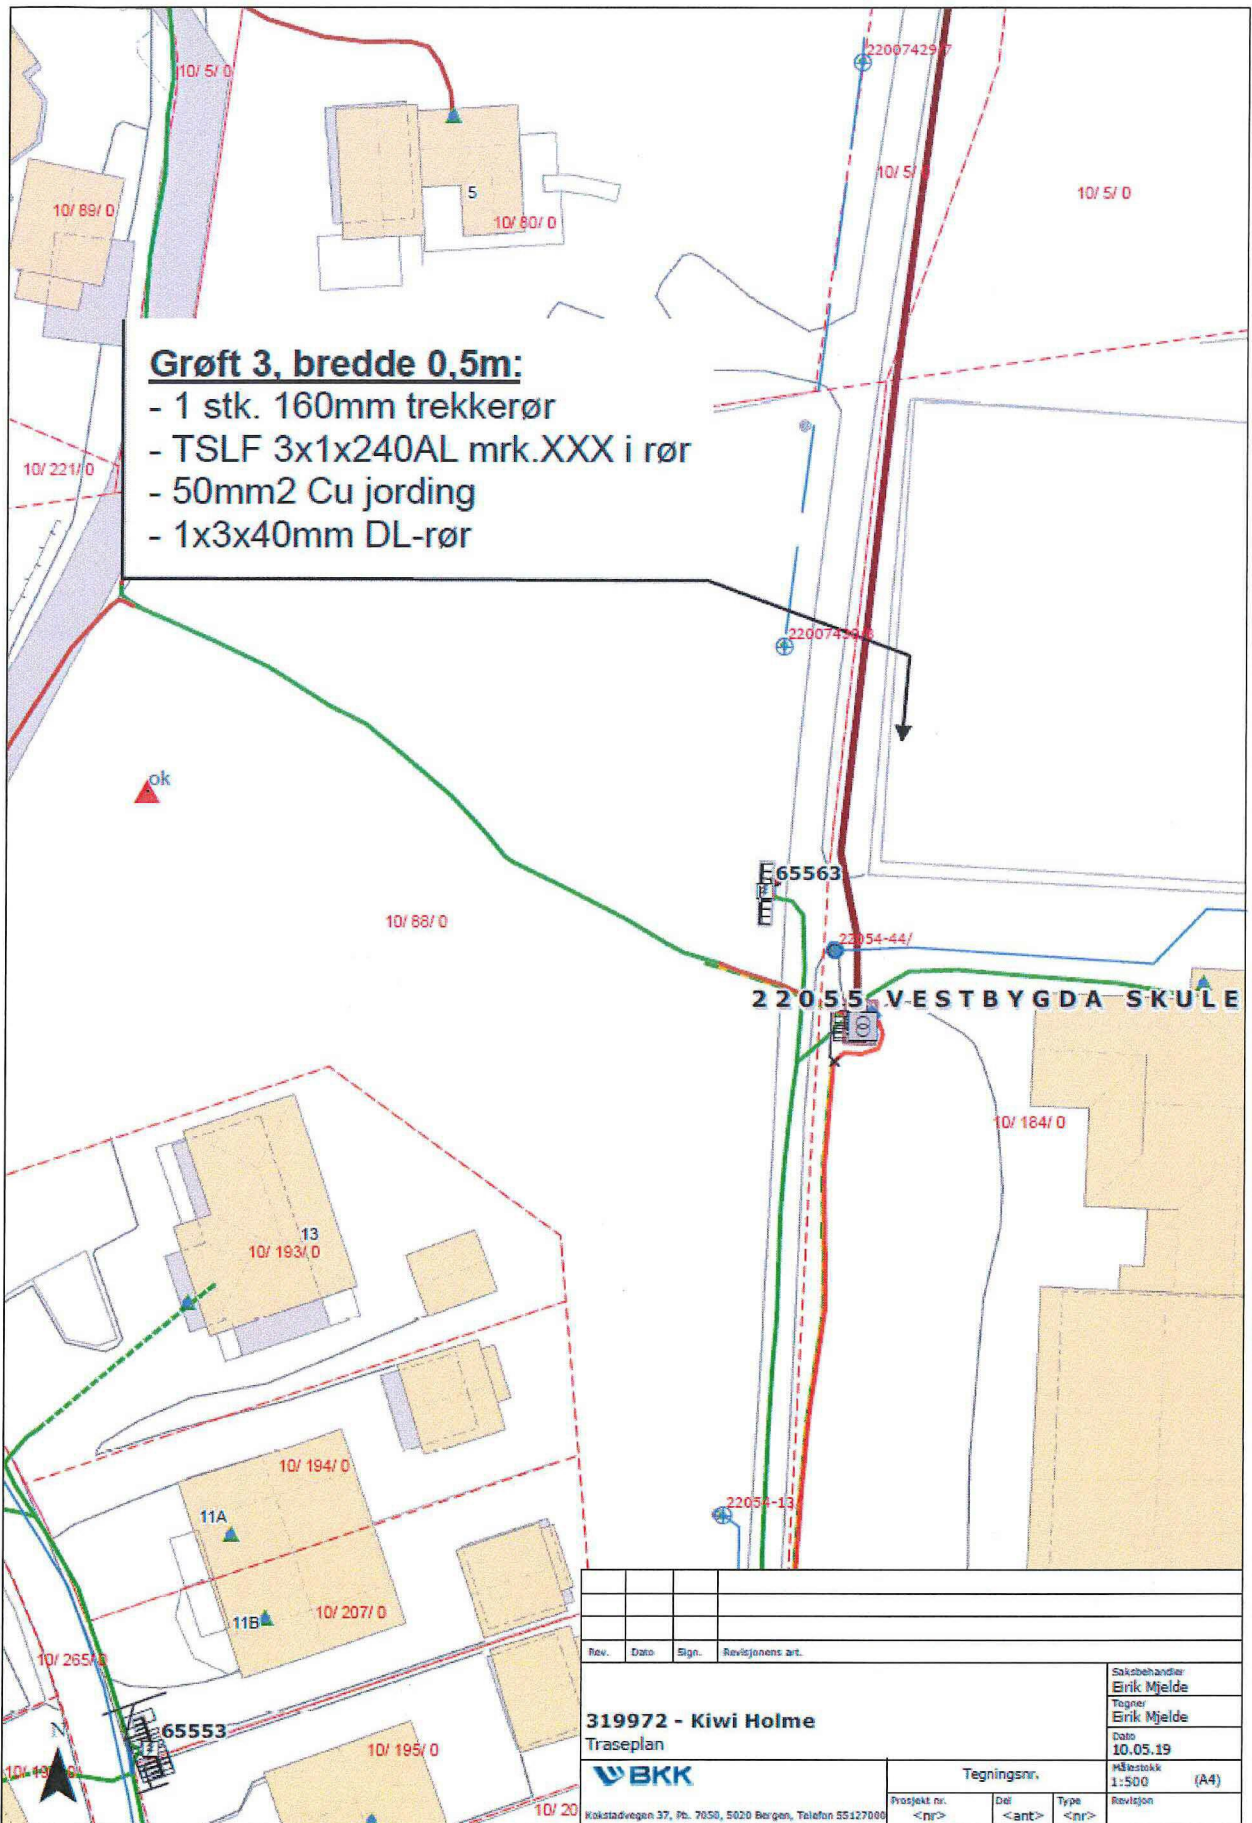 22007429/7
10/ 5/ 0
10/ 5/
10/ 5/ 0
5
10/ 89/ 0
10/ 80/ 0
Grøft 3, bredde 0,5m:
- 1 stk. 160mm trekkerør
- TSLF 3x1x240AL mrk.XXX i rør
- 50mm2 Cu jording
- 1x3x40mm DL-rør
10/ 221/ 0
ok
65563
10/ 88/ 0
22054-44/
22055 VESTBYGDA SKULE
10/ 184/ 0
13
10/ 193/ 0
10/ 194/ 0
11A
22054-13
11B
10/ 207/ 0
10/ 265/ 0
N
65553
10/ 195/ 0
10/ 20
Rev. Dato Sign. Revisjonens art.
Saksbehandler
Eirik Mjelde
Tegner
Eirik Mjelde
319972 - Kiwi Holme
Traseplan
Dato
10.05.19
BKK
Tegningsnr.
Målestokk
1:500 (A4)
Kokstadvegen 37, Pb. 7050, 5020 Bergen, Telefon 55127000
Prosjekt nr. Del Type Revisjon
<nr> <ant> <nr>